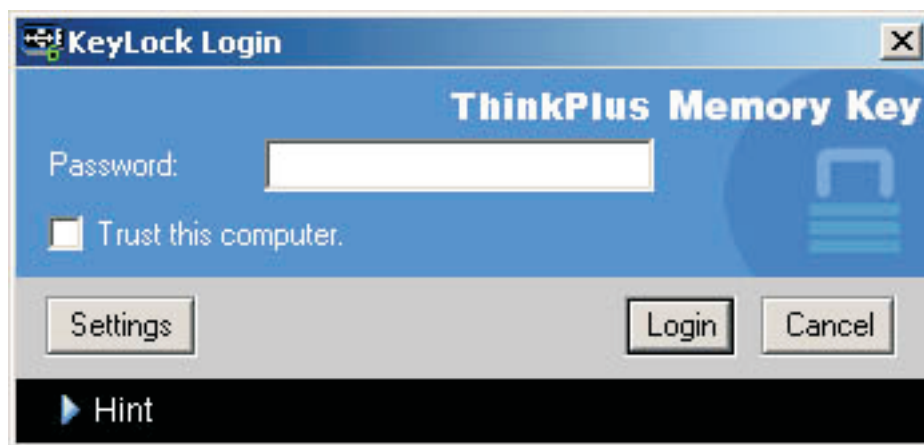 KeyLock Login
ThinkPlus Memory Key
Password:
Trust this computer.
Settings Login Cancel
Hint